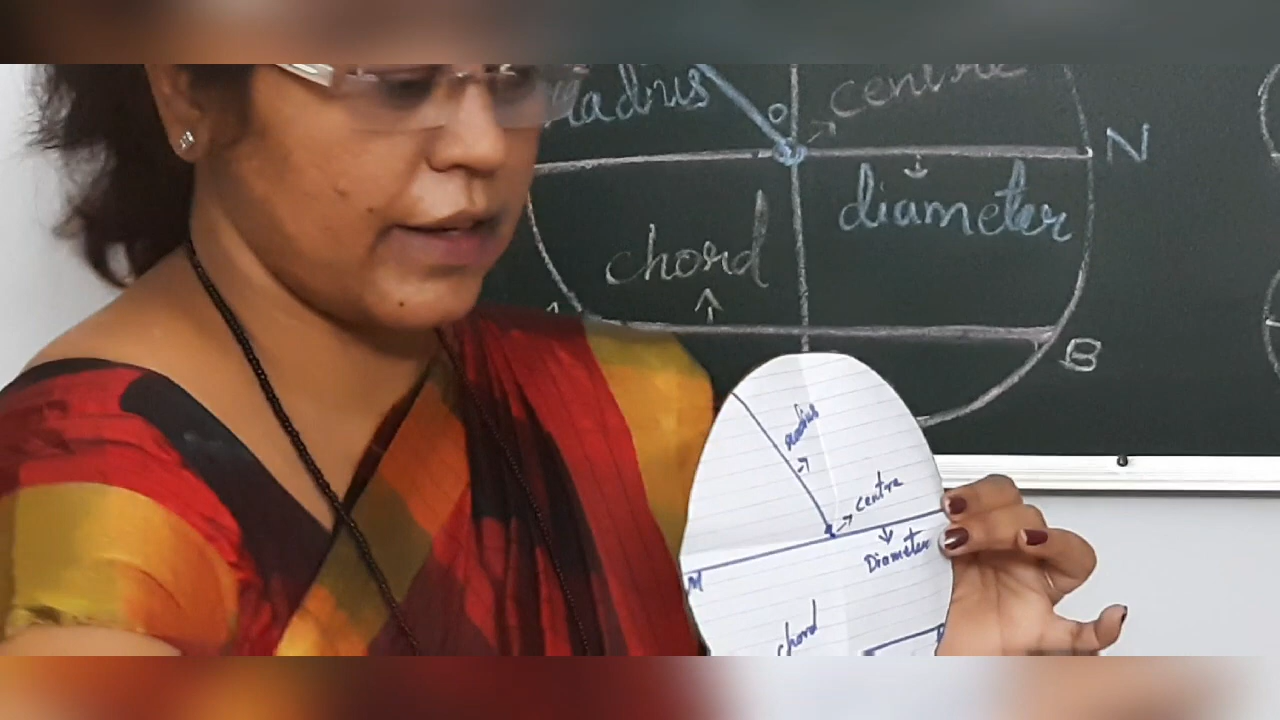 radius
O
centre
N
diameter
chord
B
radius
centre
Diameter
M
chord